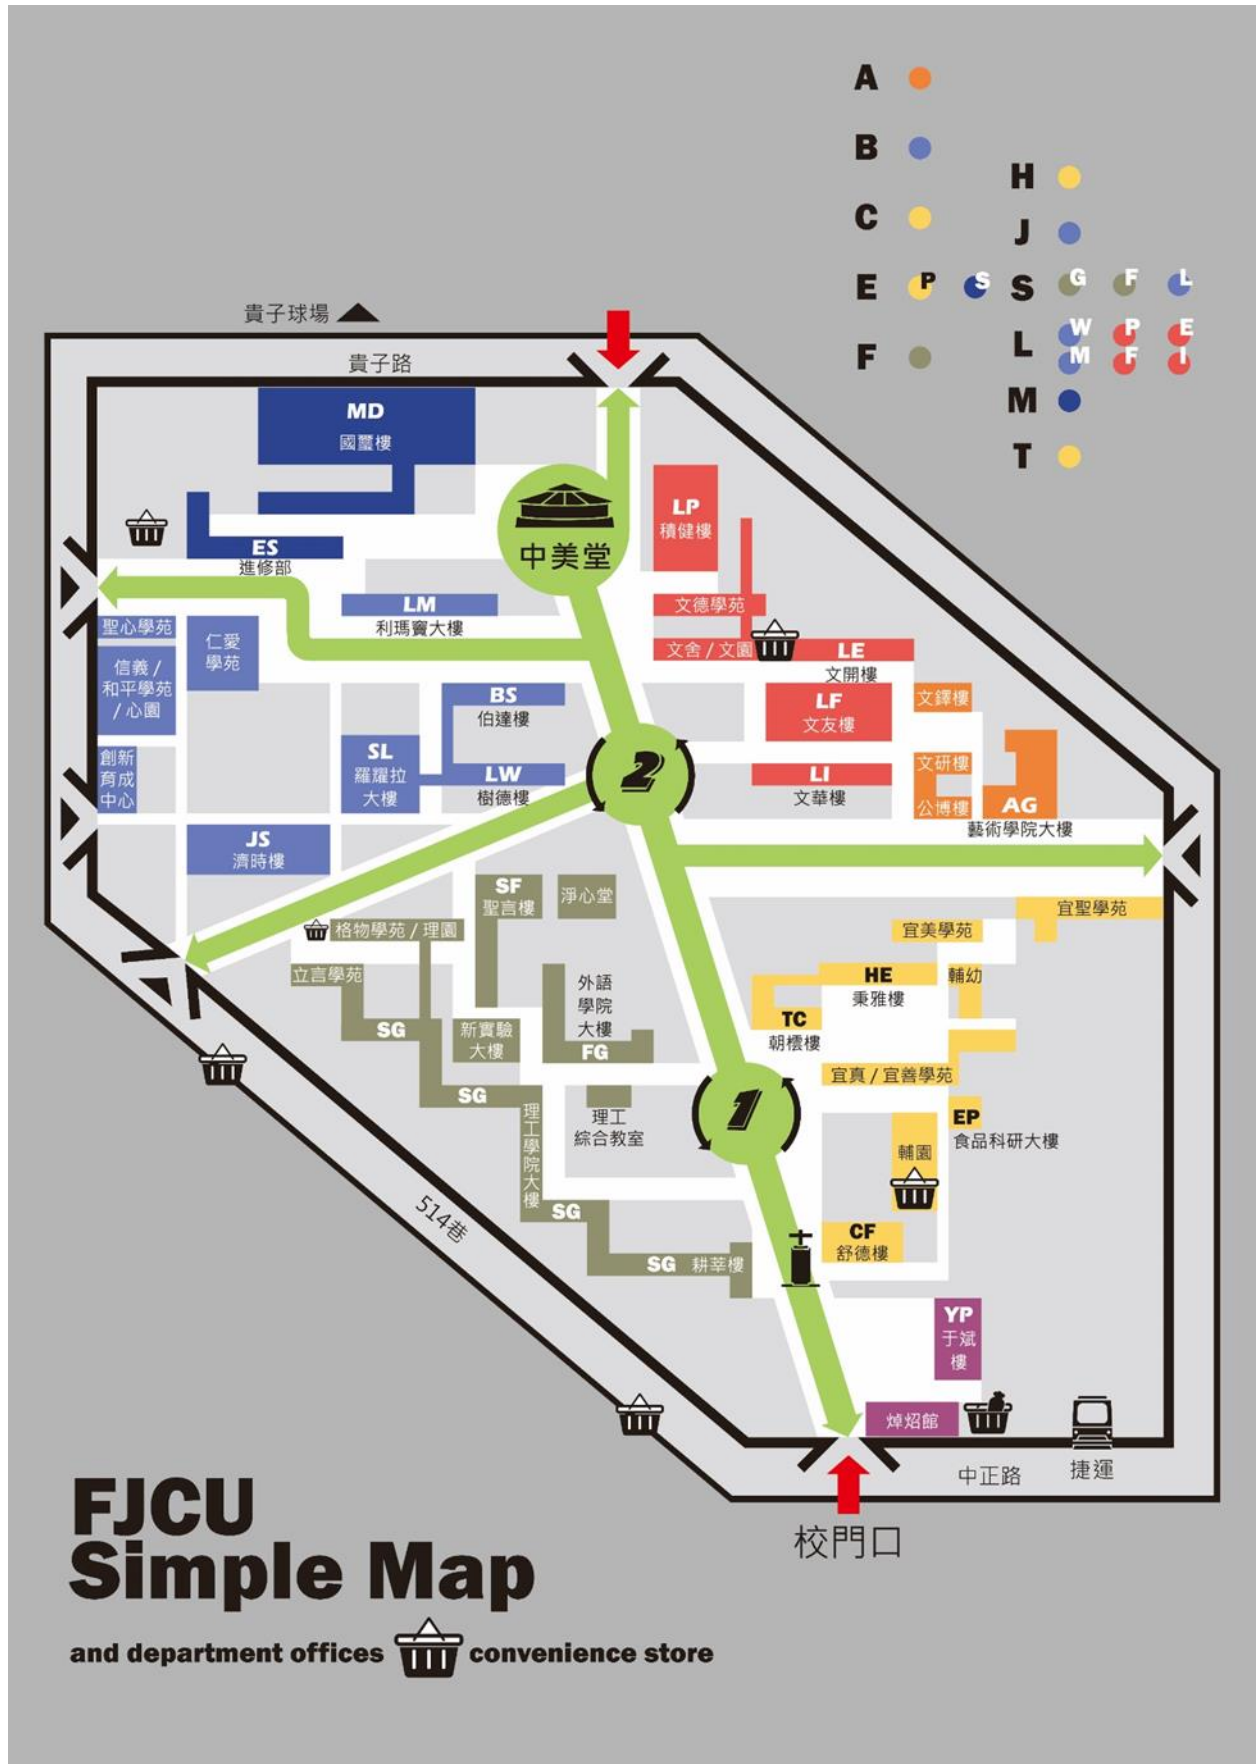 A
B
C
E P S
F
H
J
S G F L
L W P E
M F I
M
T
貴子球場
貴子路
MD
國璽樓
ES
進修部
中美堂
LP
積健樓
LM
利瑪竇大樓
文德學苑
文舍 / 文園
LE
文開樓
聖心學苑
仁愛
學苑
信義 /
和平學苑
/ 心園
BS
伯達樓
LF
文友樓
文鐸樓
創新
育成
中心
SL
羅耀拉
大樓
LW
樹德樓
2
LI
文華樓
文研樓
公博樓
AG
藝術學院大樓
JS
濟時樓
SF
聖言樓
淨心堂
格物學苑 / 理園
宜聖學苑
宜美學苑
立言學苑
外語
學院
大樓
FG
HE
秉雅樓
輔幼
TC
朝橒樓
SG
新實驗
大樓
宜真 / 宜善學苑
SG
理工學院大樓
理工
綜合教室
1
EP
食品科研大樓
輔園
514巷
SG
CF
舒德樓
SG 耕莘樓
YP
于斌
樓
焯炤館
中正路
捷運
校門口
FJCU
Simple Map
and department offices convenience store